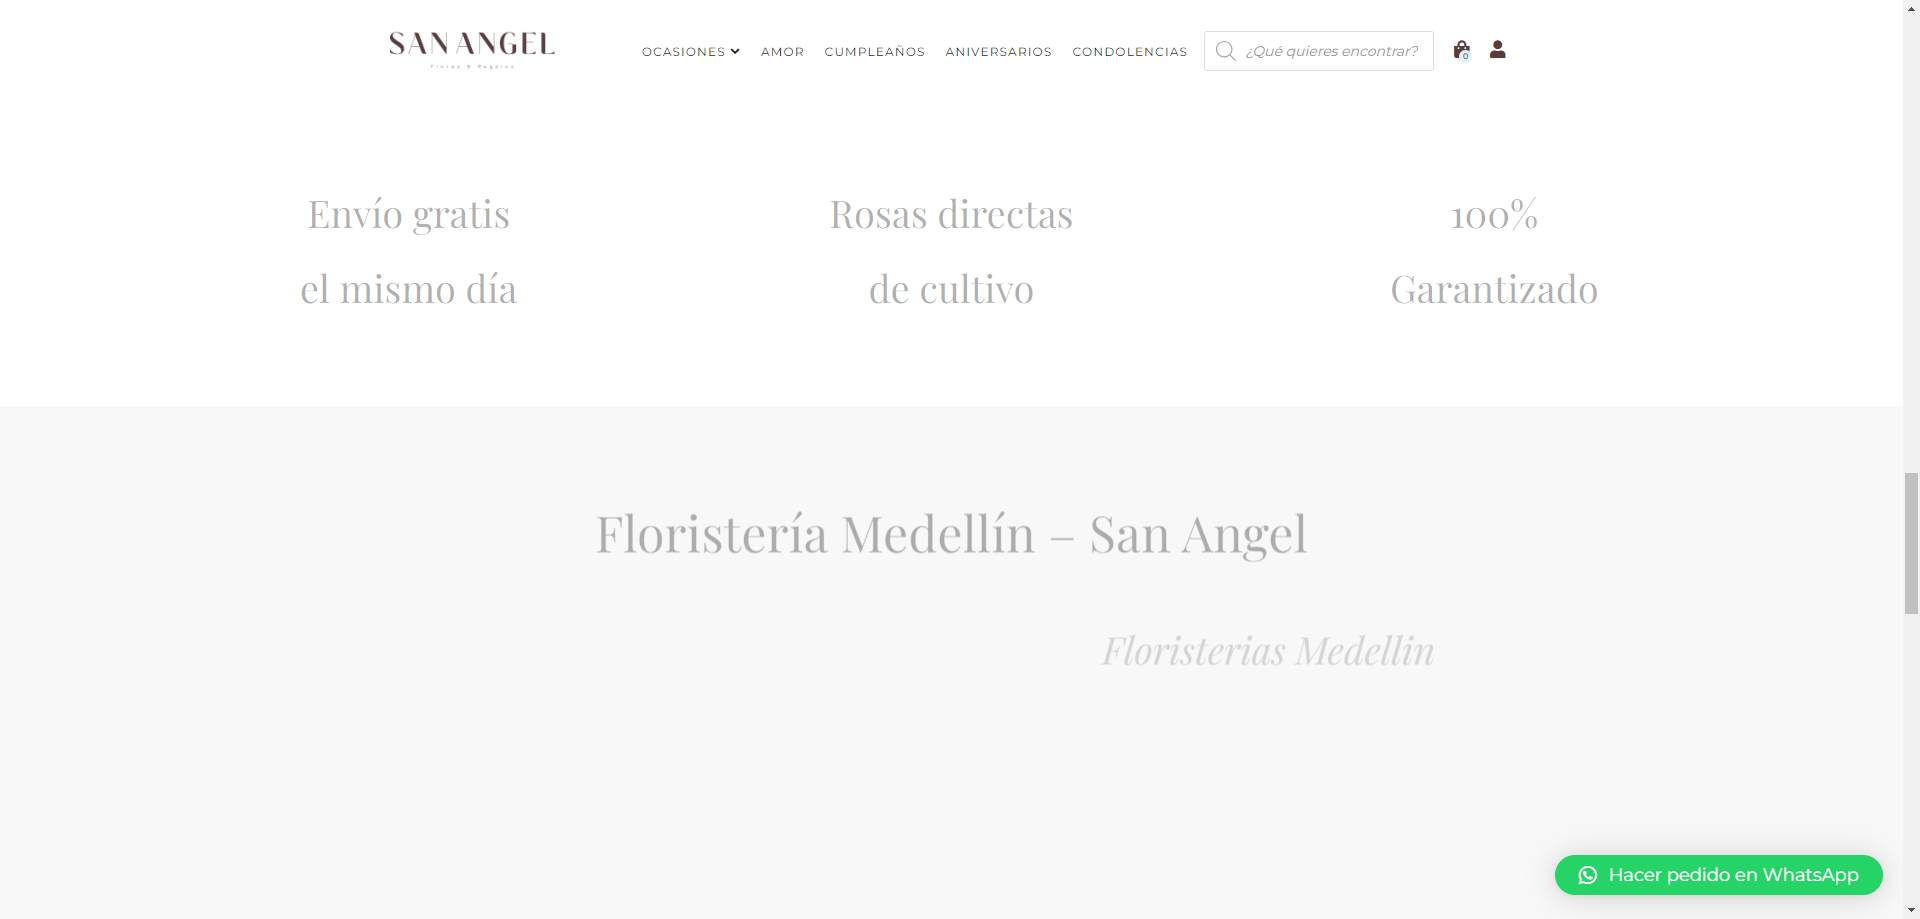 SAN ANGEL
Flores & Regalos
OCASIONES
AMOR
CUMPLEAÑOS
ANIVERSARIOS
CONDOLENCIAS
¿Qué quieres encontrar?
0
Envío gratis
el mismo día
Rosas directas
de cultivo
100%
Garantizado
Floristería Medellín – San Angel
Floristerias Medellin
Hacer pedido en WhatsApp